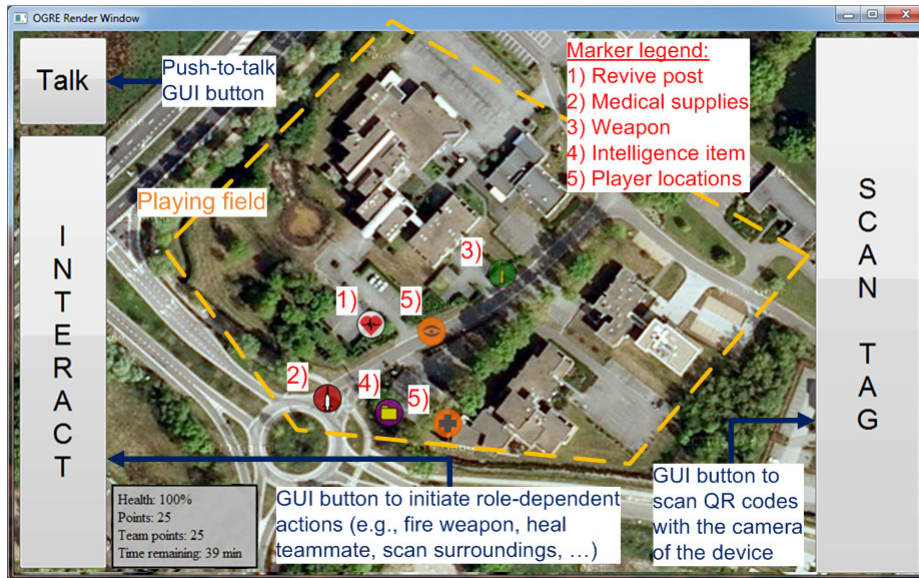 OGRE Render Window
Talk
Push-to-talk
GUI button
Marker legend:
1) Revive post
2) Medical supplies
3) Weapon
4) Intelligence item
5) Player locations
Playing field
INTERACT
SCAN TAG
3)
1)
5)
2)
4)
5)
Health: 100%
Points: 25
Team points: 25
Time remaining: 39 min
GUI button to initiate role-dependent
actions (e.g., fire weapon, heal
teammate, scan surroundings, …)
GUI button to
scan QR codes
with the camera
of the device